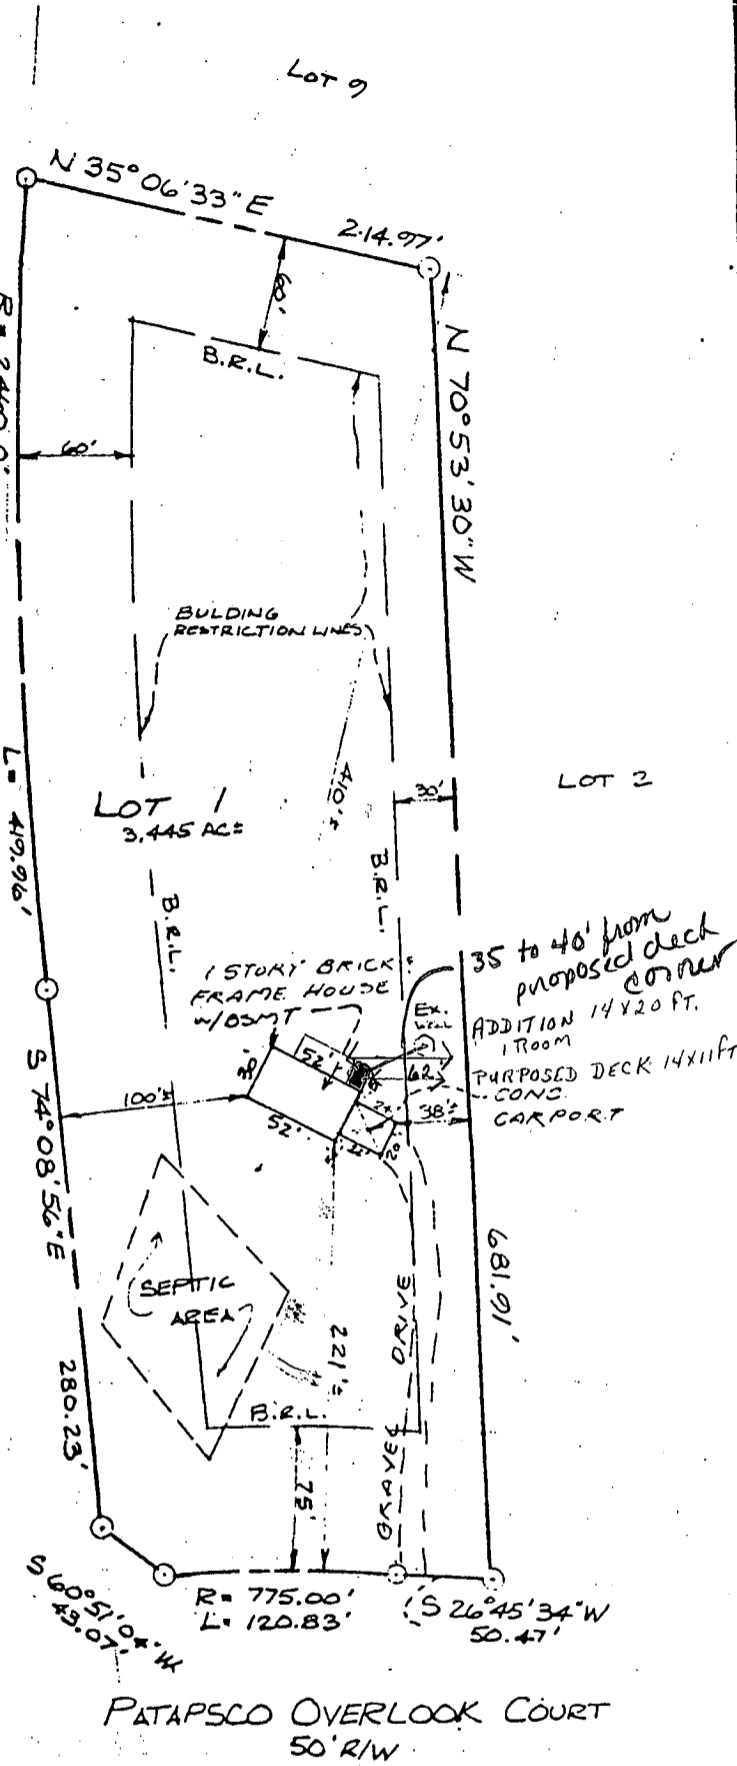 LOT 9
N 35° 06' 33" E
214.97'
60'
B.R.L.
N 70° 53' 30" W
60'
BULDING
RESTRICTION LINES
410'±
30'
LOT 2
LOT 1
3.445 AC±
L= 419.96'
B.R.L.
B.R.L.
35 to 40' from
proposed deck
corner
1 STORY BRICK
FRAME HOUSE
W/BSMT
EX.
ADDITION 14 X 20 FT.
1 ROOM
PURPOSED DECK 14X11FT
CONC
CARPORT
52'
62'
38'±
100'±
52'
20
S 74° 08' 56" E
SEPTIC
AREA
221'±
681.91'
GRAVEL DRIVE
280.23'
B.R.L.
75'
S 60° 51' 04" W
49.07'
R= 775.00'
L= 120.83'
S 26° 45' 34" W
50.47'
PATAPSCO OVERLOOK COURT
50' R/W